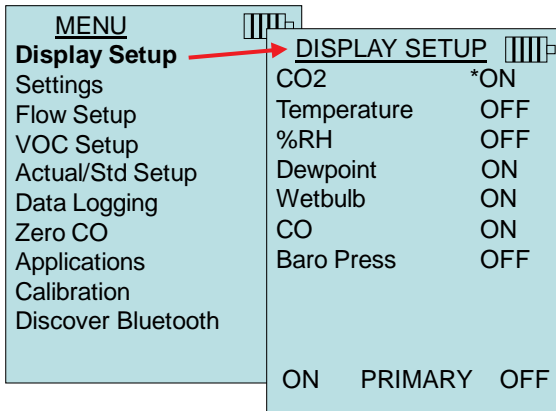 MENU
Display Setup
Settings
Flow Setup
VOC Setup
Actual/Std Setup
Data Logging
Zero CO
Applications
Calibration
Discover Bluetooth
DISPLAY SETUP
CO2 *ON
Temperature OFF
%RH OFF
Dewpoint ON
Wetbulb ON
CO ON
Baro Press OFF
ON PRIMARY OFF